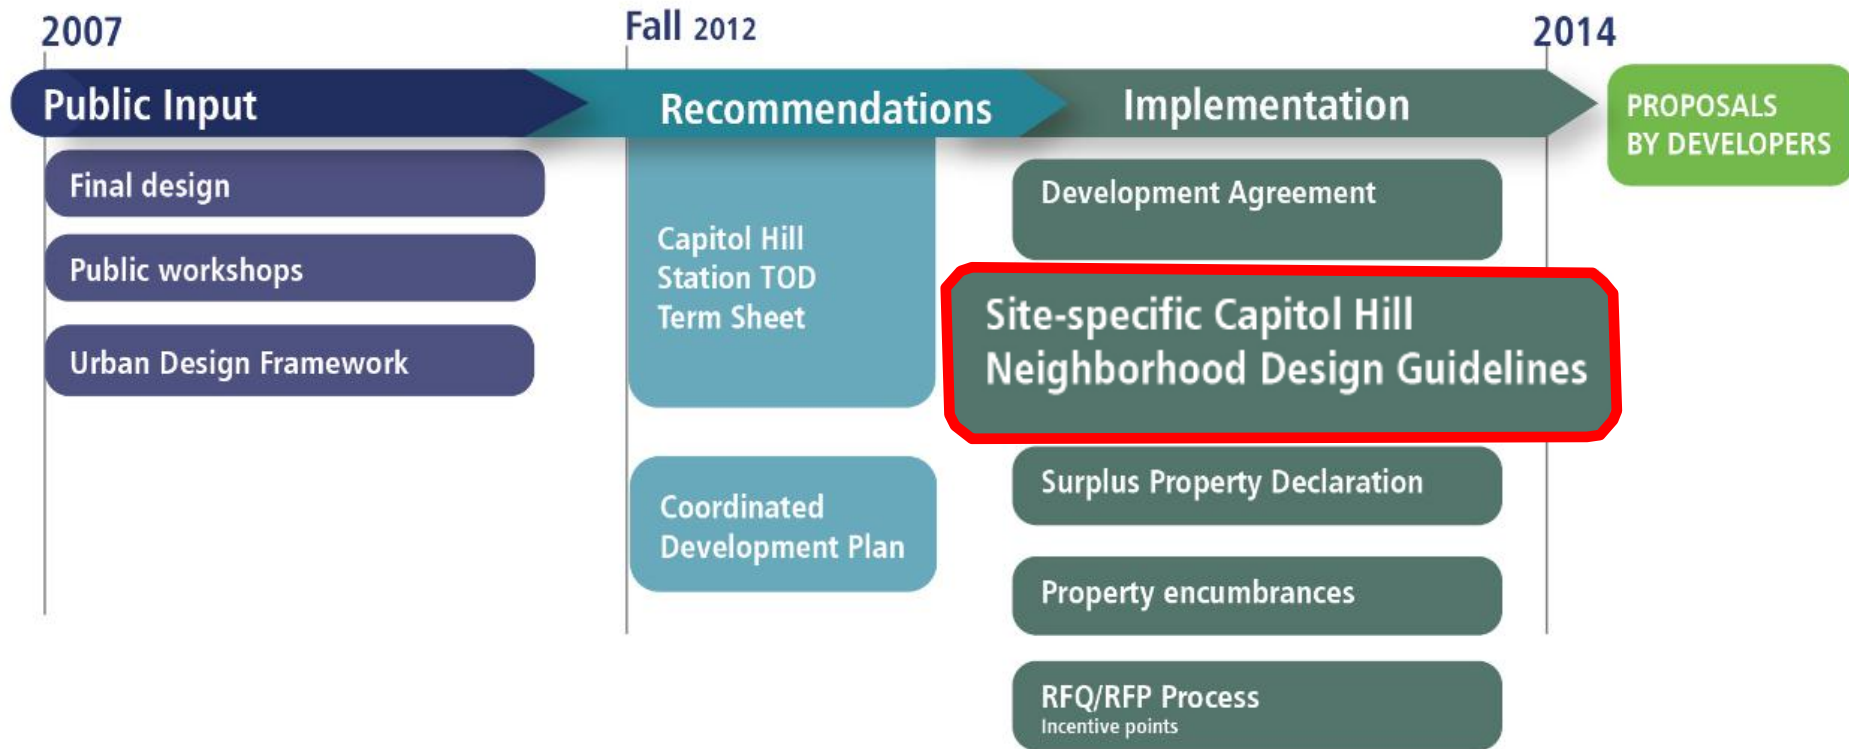 2007
Fall 2012
2014
Public Input
Recommendations
Implementation
PROPOSALS
BY DEVELOPERS
Final design
Public workshops
Urban Design Framework
Capitol Hill
Station TOD
Term Sheet
Coordinated
Development Plan
Development Agreement
Site-specific Capitol Hill
Neighborhood Design Guidelines
Surplus Property Declaration
Property encumbrances
RFQ/RFP Process
Incentive points